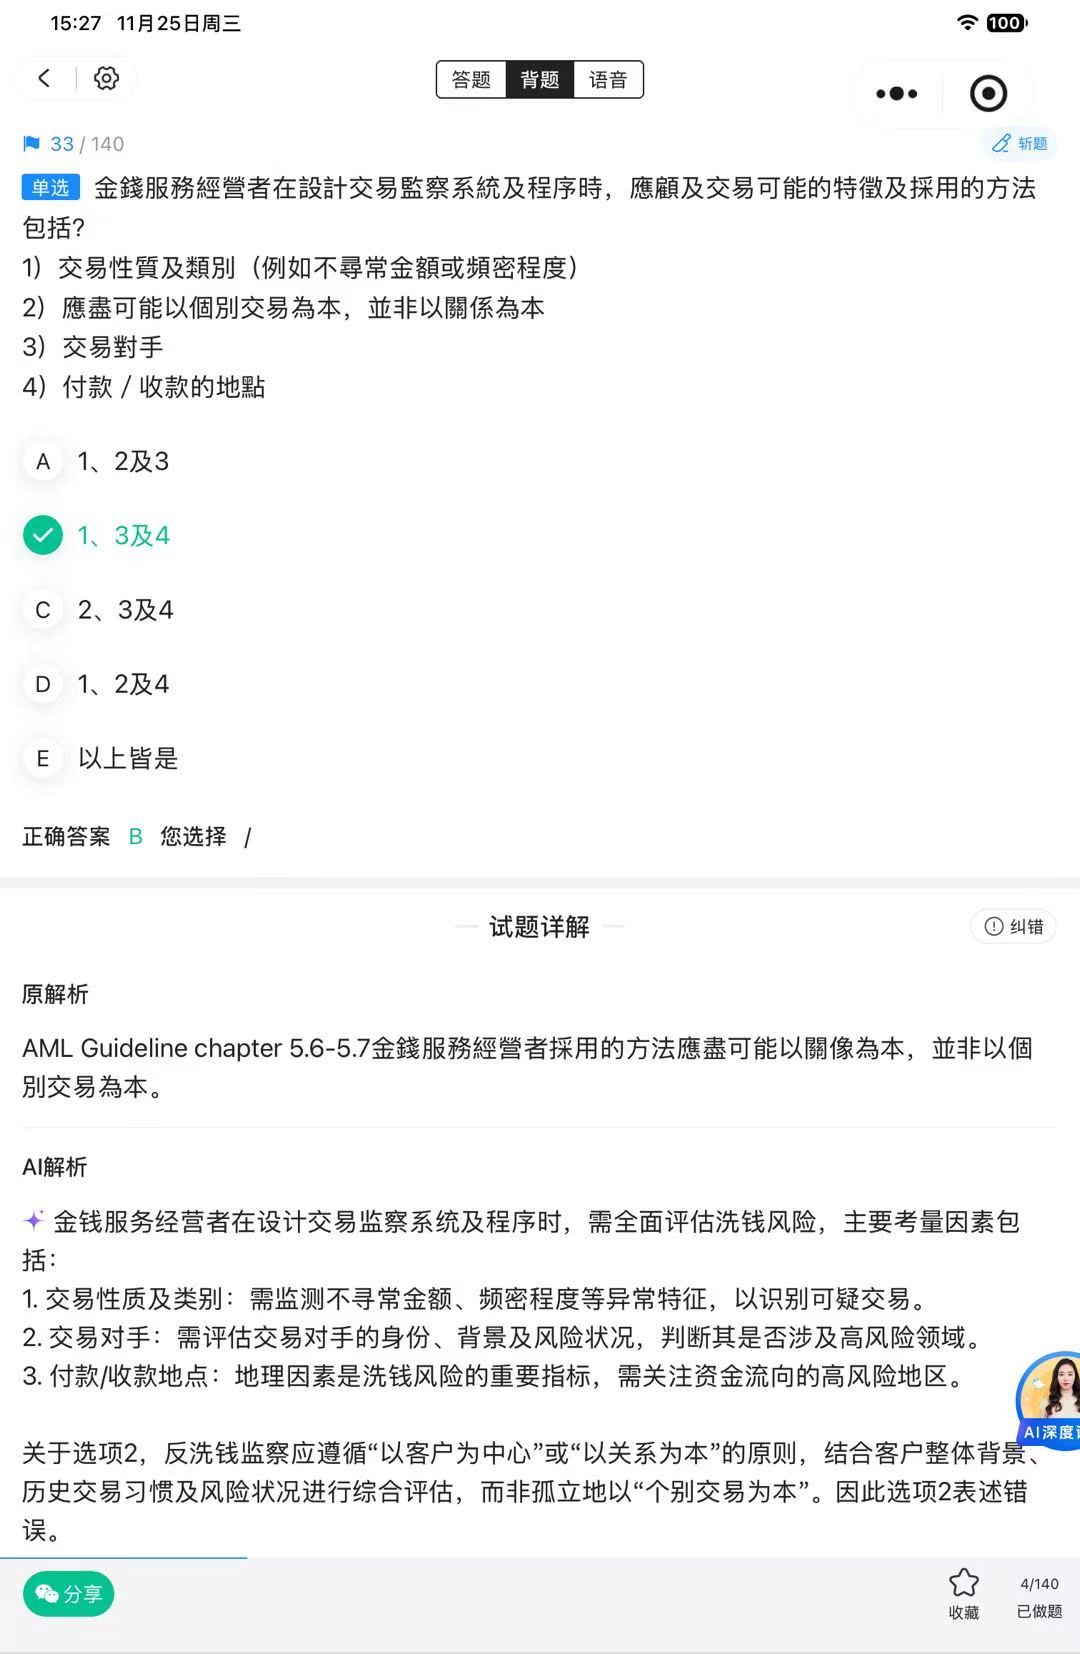 15:27 11月25日周三
100
答题 背题 语音
33 / 140
斩题
单选 金錢服務經營者在設計交易監察系統及程序時，應顧及交易可能的特徵及採用的方法
包括?
1）交易性質及類別（例如不尋常金額或頻密程度）
2）應盡可能以個別交易為本，並非以關係為本
3）交易對手
4）付款 / 收款的地點
A 1、2及3
1、3及4
C 2、3及4
D 1、2及4
E 以上皆是
正确答案 B 您选择 /
试题详解
纠错
原解析
AML Guideline chapter 5.6-5.7金錢服務經營者採用的方法應盡可能以關像為本，並非以個
別交易為本。
AI解析
金钱服务经营者在设计交易监察系统及程序时，需全面评估洗钱风险，主要考量因素包
括：
1. 交易性质及类别：需监测不寻常金额、频密程度等异常特征，以识别可疑交易。
2. 交易对手：需评估交易对手的身份、背景及风险状况，判断其是否涉及高风险领域。
3. 付款/收款地点：地理因素是洗钱风险的重要指标，需关注资金流向的高风险地区。
AI深度
关于选项2，反洗钱监察应遵循“以客户为中心”或“以关系为本”的原则，结合客户整体背景、
历史交易习惯及风险状况进行综合评估，而非孤立地以“个别交易为本”。因此选项2表述错
误。
分享
收藏
4/140
已做题